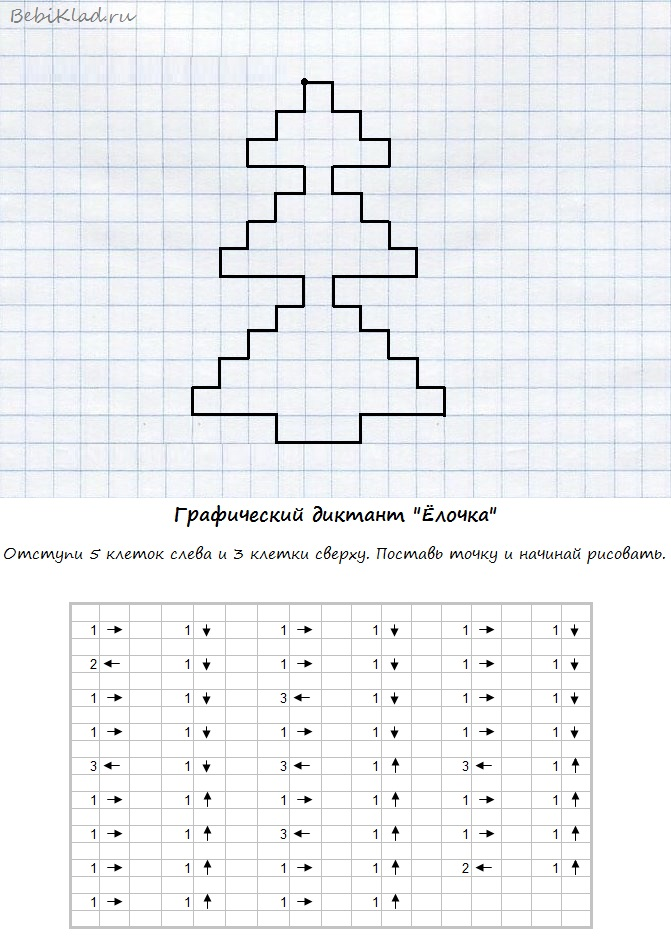 BebiKlad.ru
Графический диктант "Ёлочка"
Отступи 5 клеток слева и 3 клетки сверху. Поставь точку и начинай рисовать.
1 → 1 ↓ 1 → 1 ↓ 1 → 1 ↓
2 ← 1 ↓ 1 → 1 ↓ 1 → 1 ↓
1 → 1 ↓ 3 ← 1 ↓ 1 → 1 ↓
1 → 1 ↓ 1 → 1 ↓ 1 → 1 ↓
3 ← 1 ↓ 3 ← 1 ↑ 3 ← 1 ↑
1 → 1 ↑ 1 → 1 ↑ 1 → 1 ↑
1 → 1 ↑ 3 ← 1 ↑ 1 → 1 ↑
1 → 1 ↑ 1 → 1 ↑ 2 ← 1 ↑
1 → 1 ↑ 1 → 1 ↑